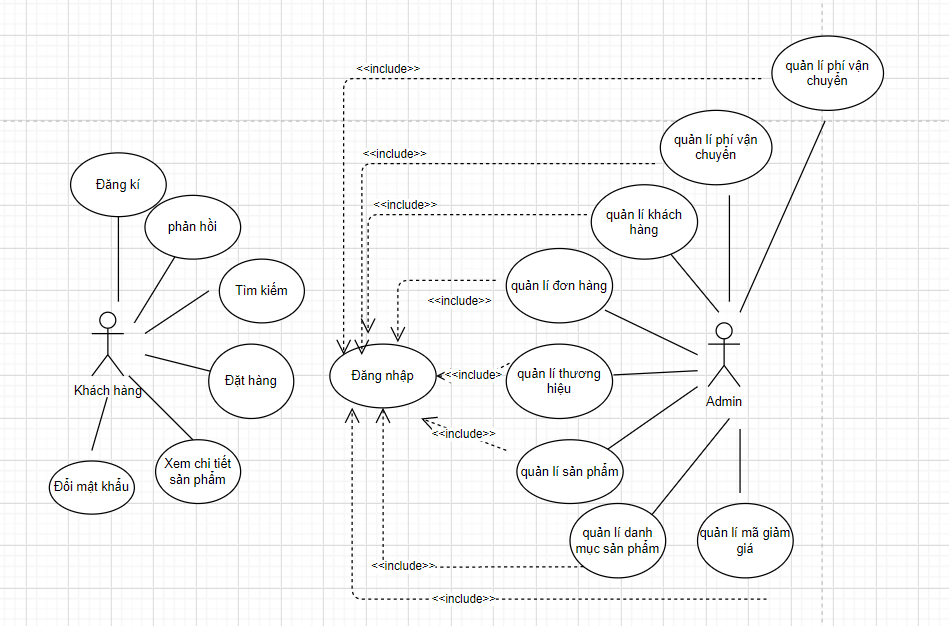 quản lí phí vận
chuyển
<<include>>
quản lí phí vận
chuyển
<<include>>
Đăng kí
<<include>>
quản lí khách
hàng
phản hồi
Tìm kiếm
quản lí đơn hàng
<<include>>
Khách hàng
Đặt hàng
Đăng nhập
<<include>
quản lí thương
hiệu
Admin
<<include>>
Xem chi tiết
sản phẩm
quản lí sản phẩm
Đổi mật khẩu
quản lí danh
mục sản phẩm
quản lí mã giảm
giá
<<include>>
<<include>>